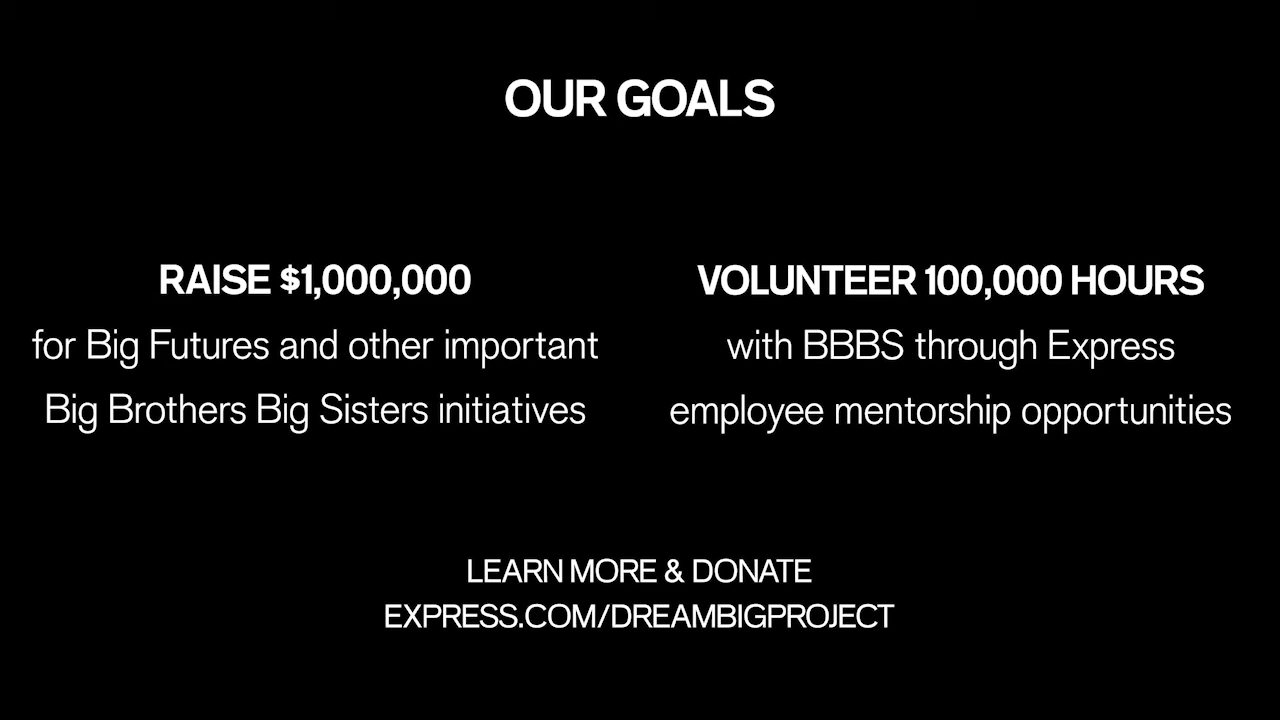 OUR GOALS
RAISE $1,000,000
for Big Futures and other important
Big Brothers Big Sisters initiatives
VOLUNTEER 100,000 HOURS
with BBBS through Express
employee mentorship opportunities
LEARN MORE & DONATE
EXPRESS.COM/DREAMBIGPROJECT